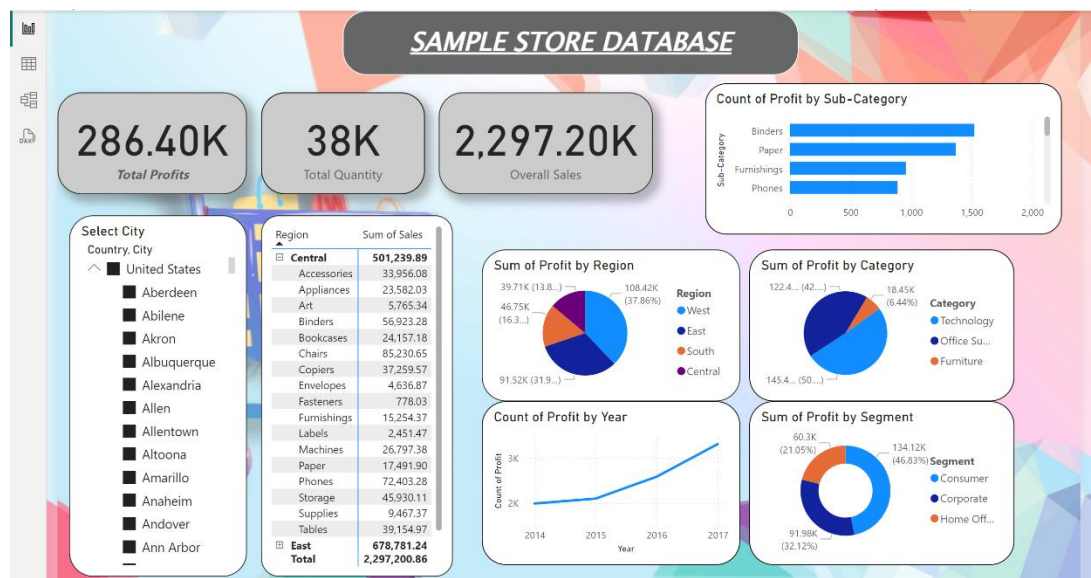 SAMPLE STORE DATABASE
286.40K
Total Profits
38K
Total Quantity
2,297.20K
Overall Sales
Count of Profit by Sub-Category
Sub-Category
Binders
Paper
Furnishings
Phones
0 500 1,000 1,500 2,000
Select City
Country, City
United States
Aberdeen
Abilene
Akron
Albuquerque
Alexandria
Allen
Allentown
Altoona
Amarillo
Anaheim
Andover
Ann Arbor
Region Sum of Sales
Central 501,239.89
Accessories 33,956.08
Appliances 23,582.03
Art 5,765.34
Binders 56,923.28
Bookcases 24,157.18
Chairs 85,230.65
Copiers 37,259.57
Envelopes 4,636.87
Fasteners 778.03
Furnishings 15,254.37
Labels 2,451.47
Machines 26,797.38
Paper 17,491.90
Phones 72,403.28
Storage 45,930.11
Supplies 9,467.37
Tables 39,154.97
East 678,781.24
Total 2,297,200.86
Sum of Profit by Region
39.71K (13.8...)
108.42K
(37.86%)
46.75K
(16.3...)
91.52K (31.9...)
Region
West
East
South
Central
Sum of Profit by Category
122.4... (42....)
18.45K
(6.44%)
145.4... (50....)
Category
Technology
Office Su...
Furniture
Count of Profit by Year
Count of Profit
3K
2K
2014 2015 2016 2017
Year
Sum of Profit by Segment
60.3K
(21.05%)
134.12K
(46.83%)
91.98K
(32.12%)
Segment
Consumer
Corporate
Home Off...